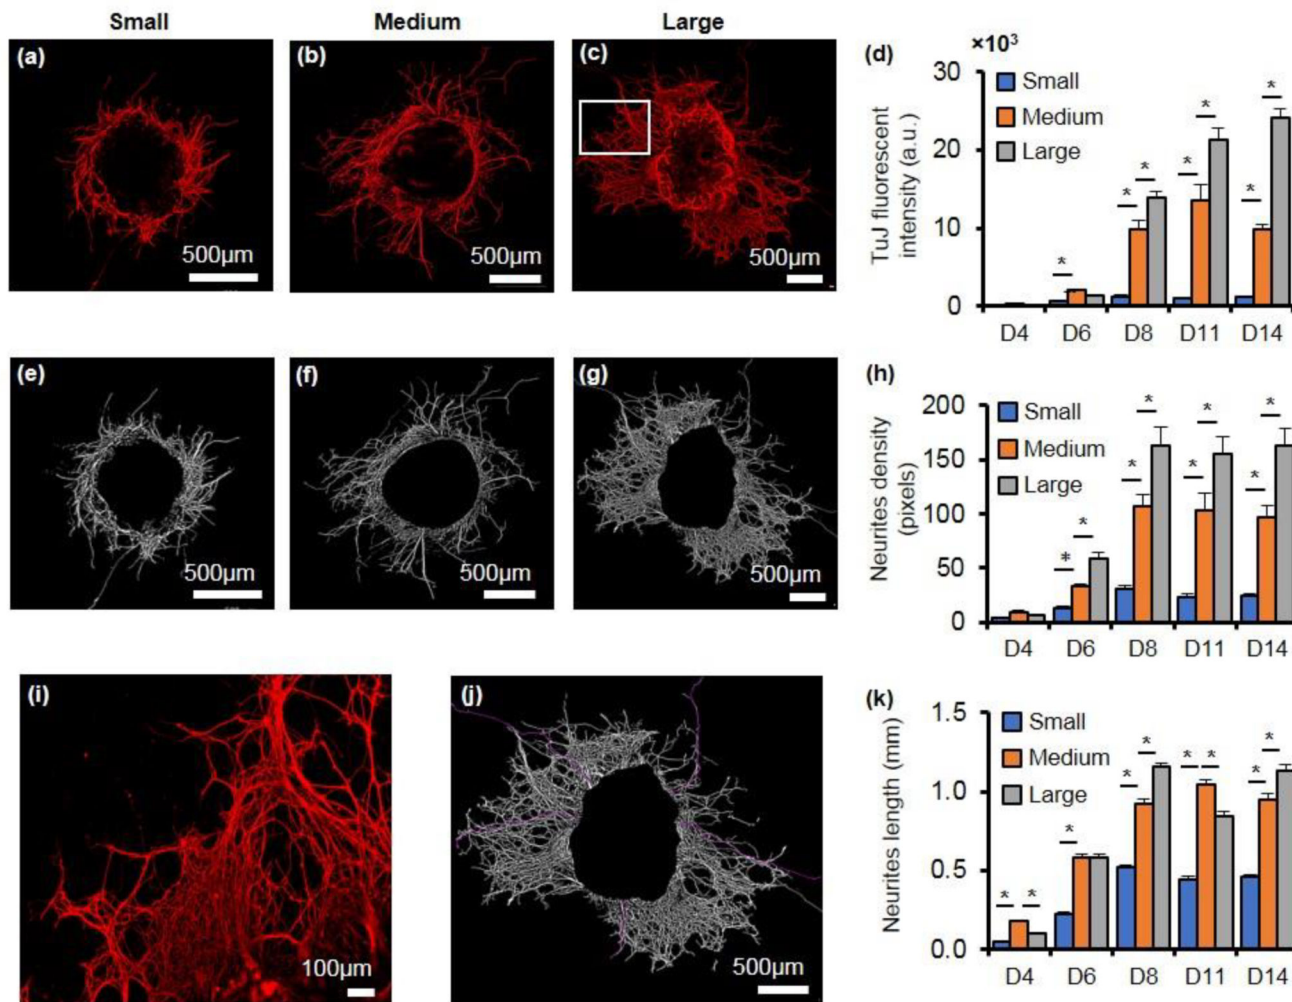 Small Medium Large
(a) (b) (c) (d) ×10³
30
Small
Medium
Large
20
10
0
TuJ fluorescent
intensity (a.u.)
* * * * * * *
500µm 500µm 500µm
D4 D6 D8 D11 D14
(e) (f) (g) (h)
200
Small
Medium
Large
150
100
50
0
Neurites density
(pixels)
* * * * * * * *
500µm 500µm 500µm
D4 D6 D8 D11 D14
(i) (j) (k)
1.5
Small
Medium
Large
1.0
0.5
0.0
Neurites length (mm)
* * * * * * * * *
100µm 500µm
D4 D6 D8 D11 D14